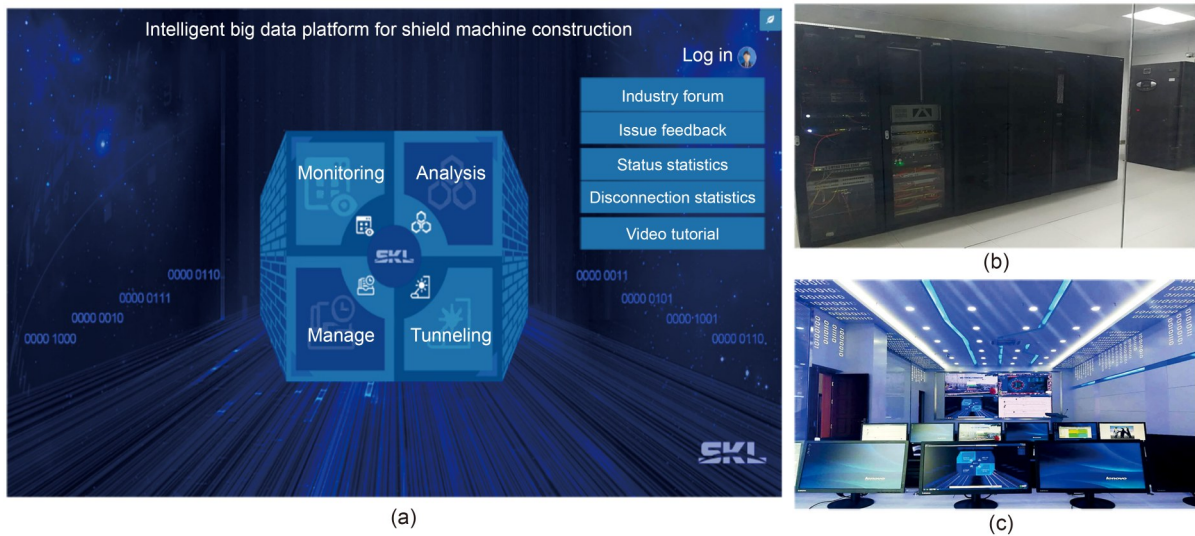 Intelligent big data platform for shield machine construction
Log in
Industry forum
Issue feedback
Status statistics
Disconnection statistics
Video tutorial
Monitoring
Analysis
SKL
Manage
Tunneling
0000 0110
0000 0111
0000 0010
0000 1000
0000 0011
0000 0101
0000 1001
0000 0110
SKL
(a)
(b)
lenovo
lenovo
(c)